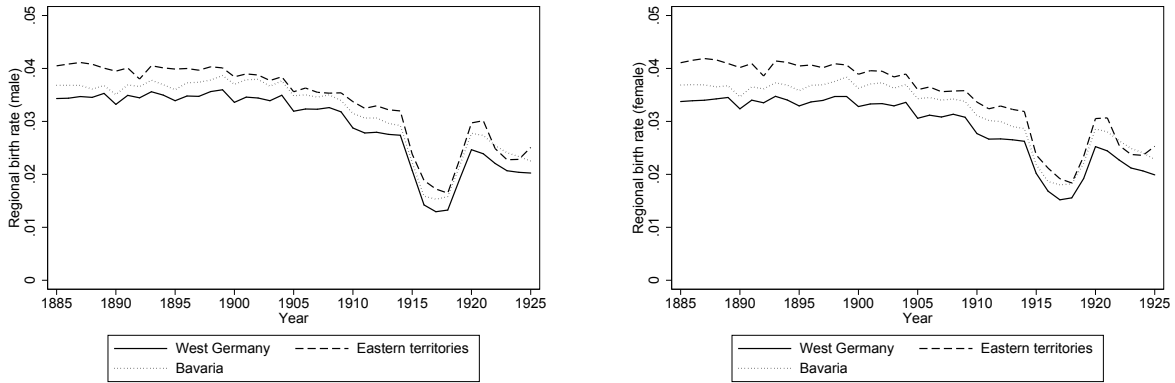 Regional birth rate (male)
.05
.04
.03
.02
.01
0
1885 1890 1895 1900 1905 1910 1915 1920 1925
Year
West Germany Eastern territories
Bavaria
Regional birth rate (female)
.05
.04
.03
.02
.01
0
1885 1890 1895 1900 1905 1910 1915 1920 1925
Year
West Germany Eastern territories
Bavaria